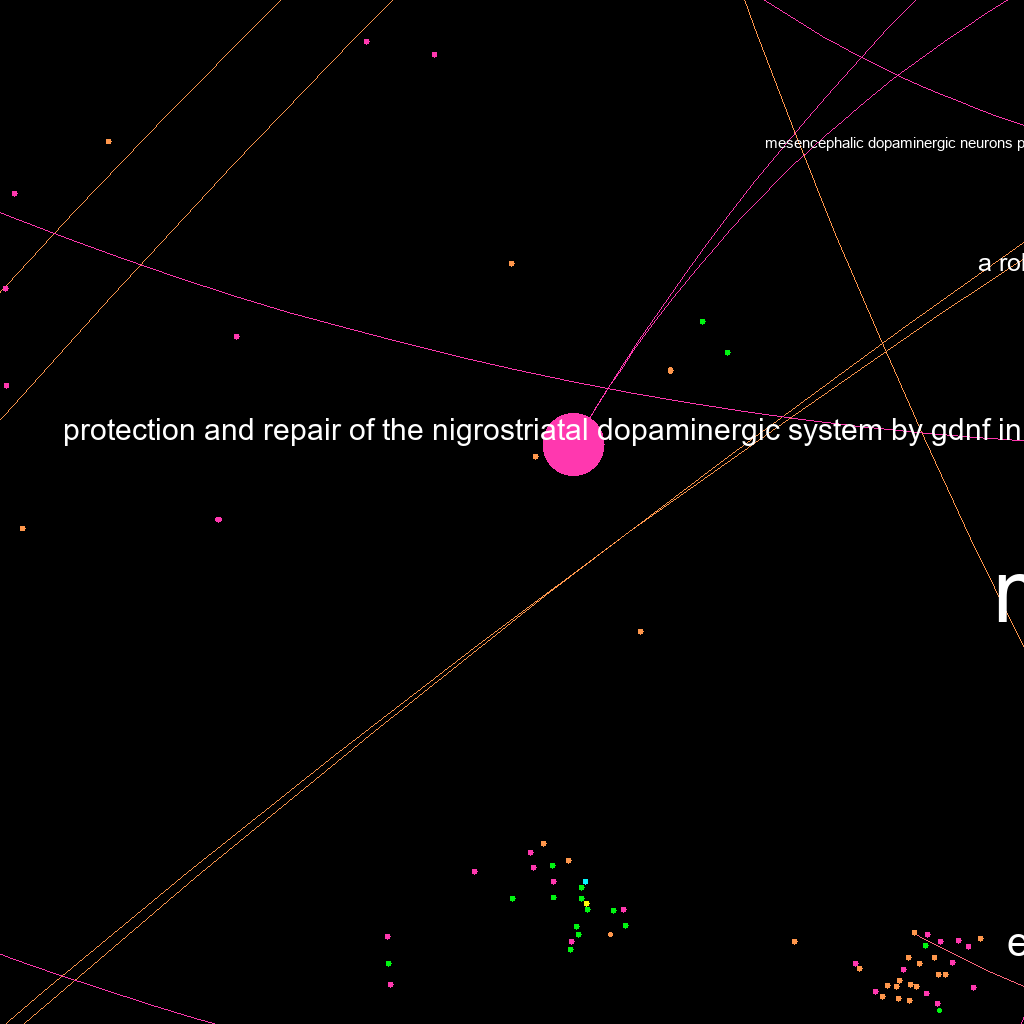 mesencephalic dopaminergic neurons p
a rol
protection and repair of the nigrostriatal dopaminergic system by gdnf in
e